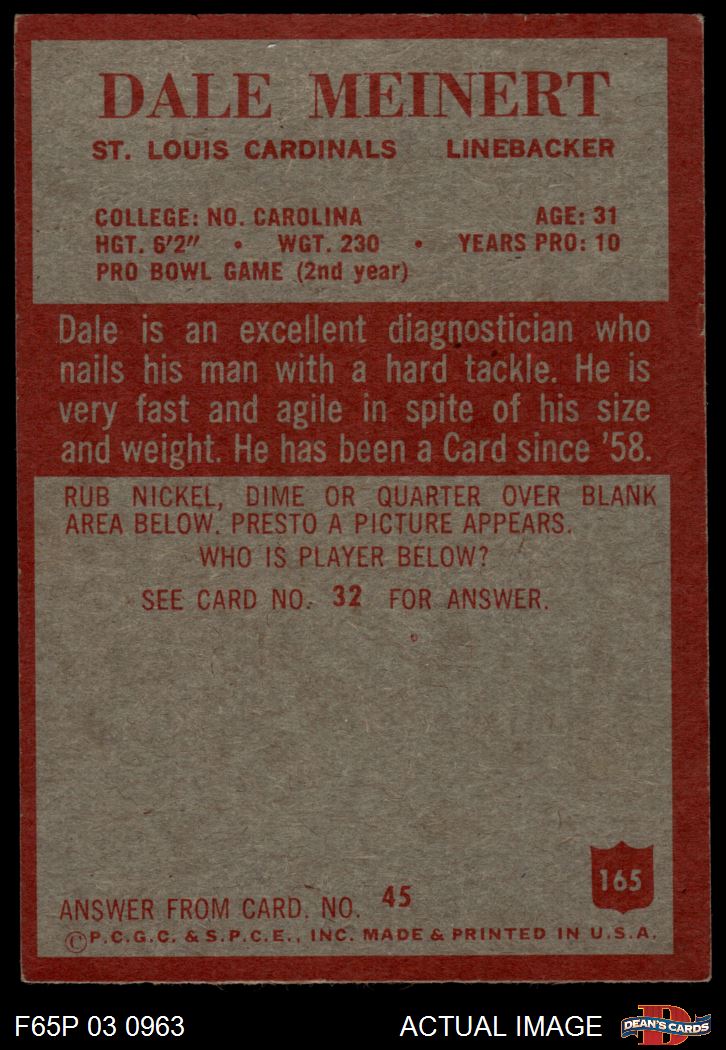 DALE MEINERT
ST. LOUIS CARDINALS LINEBACKER
COLLEGE: NO. CAROLINA AGE: 31
HGT. 6'2" • WGT. 230 • YEARS PRO: 10
PRO BOWL GAME (2nd year)
Dale is an excellent diagnostician who
nails his man with a hard tackle. He is
very fast and agile in spite of his size
and weight. He has been a Card since '58.
RUB NICKEL, DIME OR QUARTER OVER BLANK
AREA BELOW. PRESTO A PICTURE APPEARS.
WHO IS PLAYER BELOW?
SEE CARD NO. 32 FOR ANSWER.
165
ANSWER FROM CARD. NO. 45
©P.C.G.C. & S.P.C.E., INC. MADE & PRINTED IN U.S.A.
F65P 03 0963 ACTUAL IMAGE
D
DEAN'S CARDS